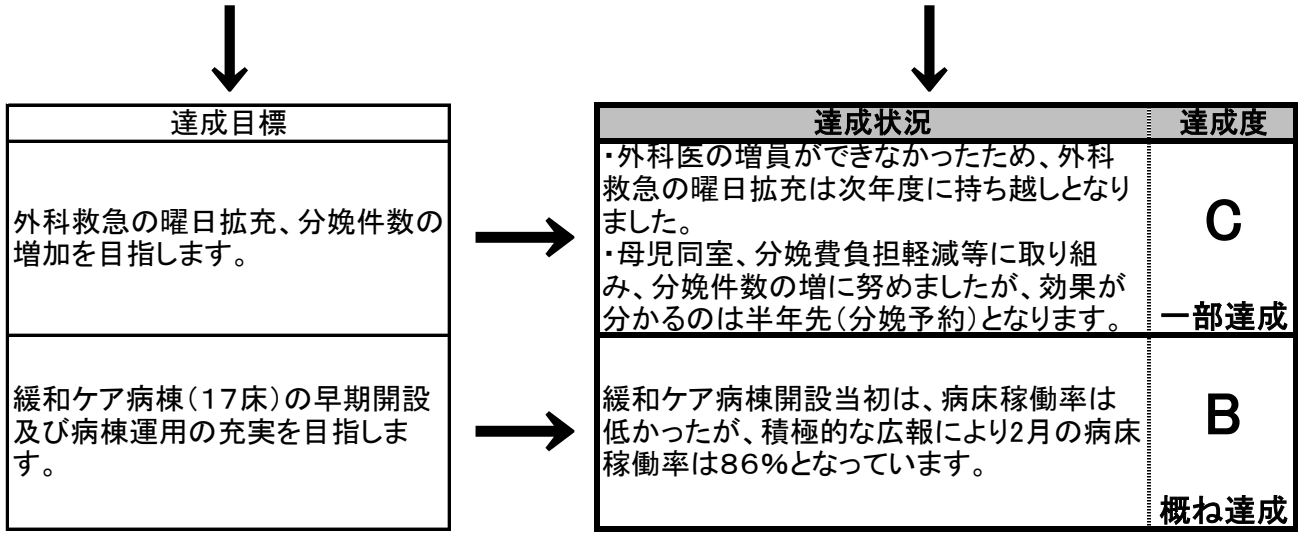 達成目標
達成状況
達成度
外科救急の曜日拡充、分娩件数の
増加を目指します。
・外科医の増員ができなかったため、外科
救急の曜日拡充は次年度に持ち越しとなり
ました。
・母児同室、分娩費負担軽減等に取り組
み、分娩件数の増に努めましたが、効果が
分かるのは半年先(分娩予約)となります。
C
一部達成
緩和ケア病棟(17床)の早期開設
及び病棟運用の充実を目指しま
す。
緩和ケア病棟開設当初は、病床稼働率は
低かったが、積極的な広報により2月の病床
稼働率は86%となっています。
B
概ね達成